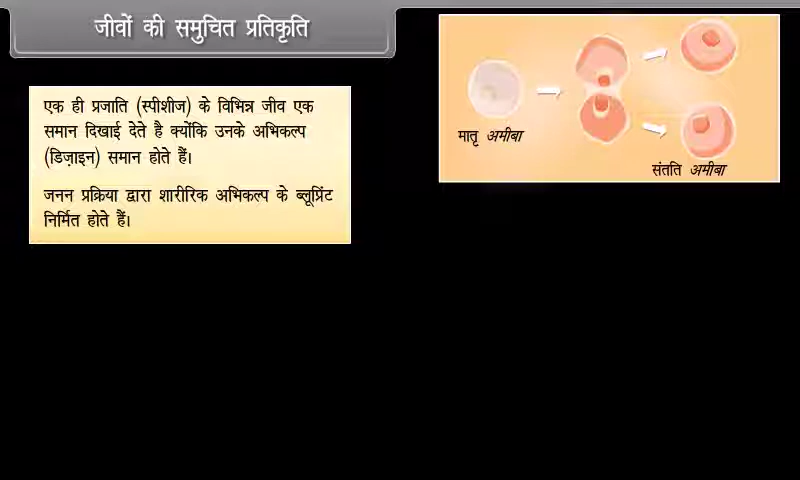 जीवों की समुचित प्रतिकृति
एक ही प्रजाति (स्पीशीज) के विभिन्न जीव एक
समान दिखाई देते है क्योंकि उनके अभिकल्प
(डिज़ाइन) समान होते हैं।
जनन प्रक्रिया द्वारा शारीरिक अभिकल्प के ब्लूप्रिंट
निर्मित होते हैं।
मातृ अमीबा
संतति अमीबा